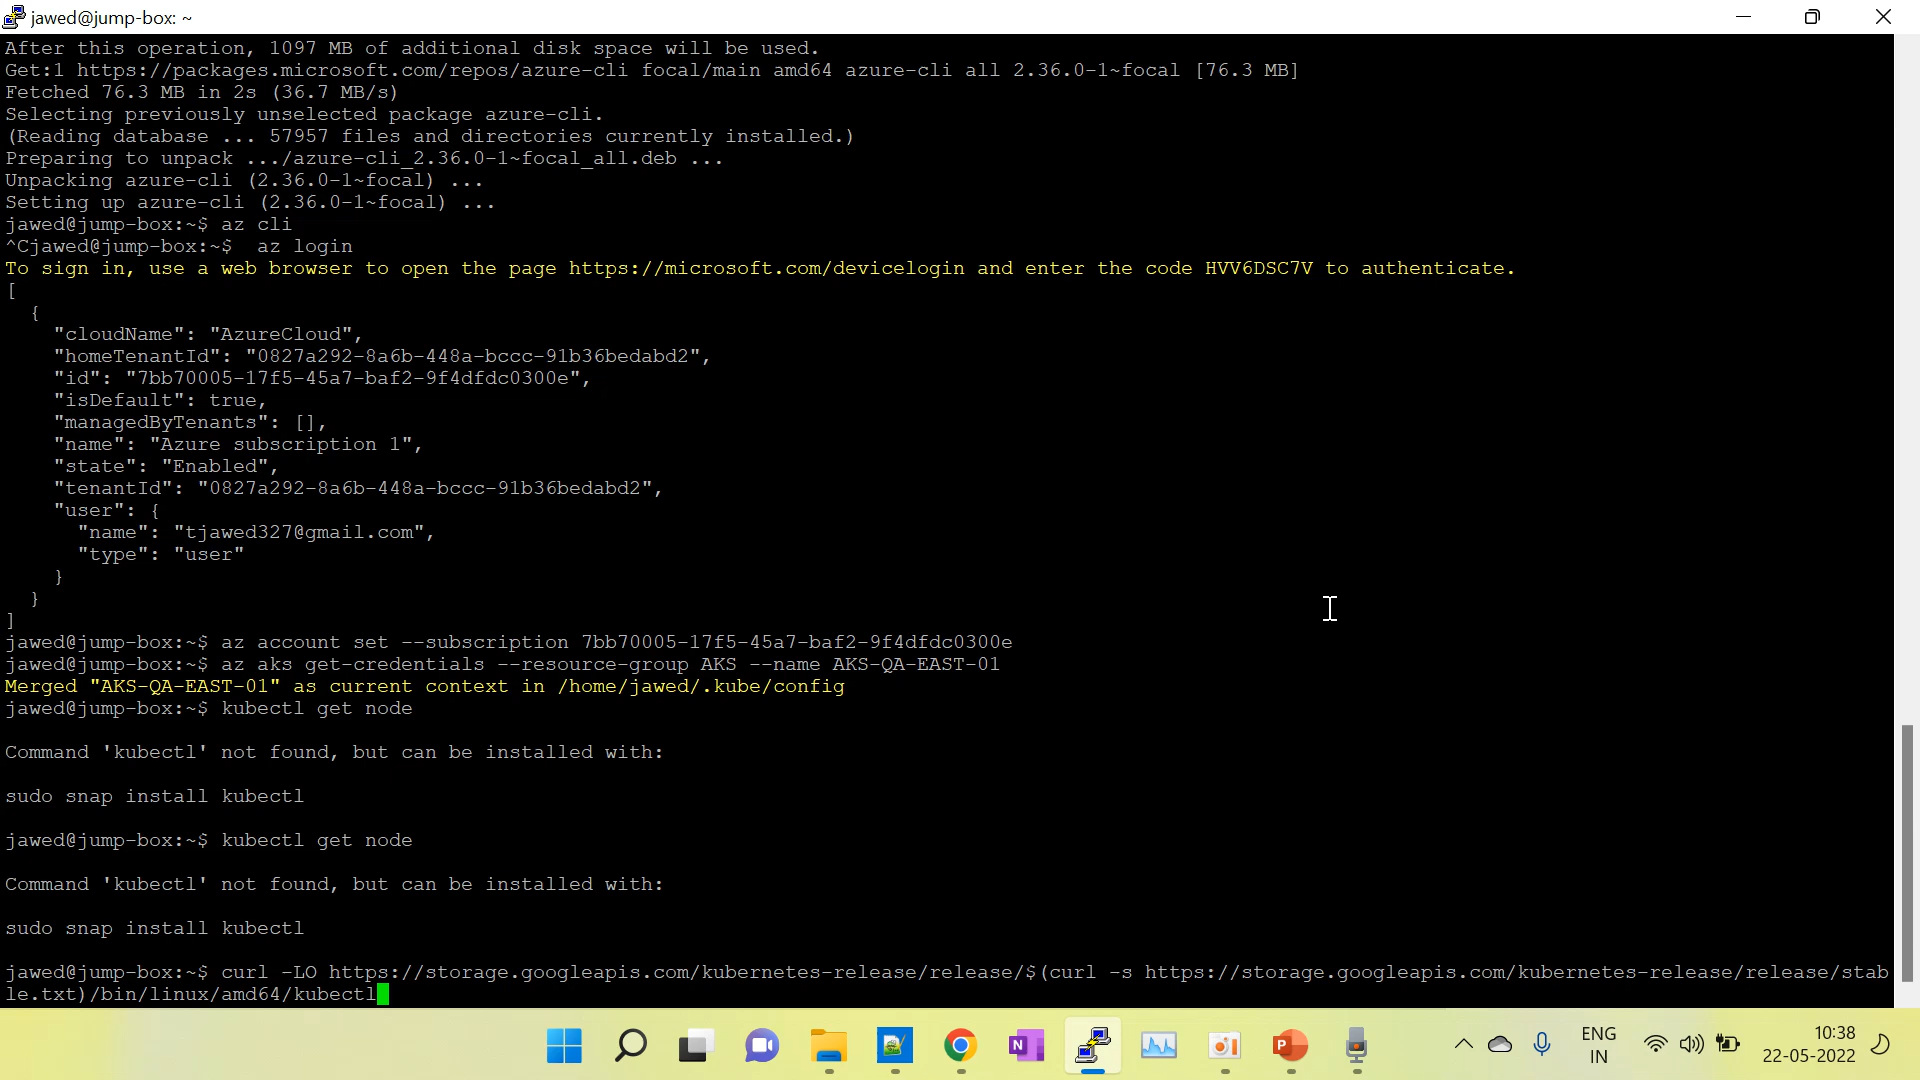 jawed@jump-box: ~
After this operation, 1097 MB of additional disk space will be used.
Get:1 https://packages.microsoft.com/repos/azure-cli focal/main amd64 azure-cli all 2.36.0-1~focal [76.3 MB]
Fetched 76.3 MB in 2s (36.7 MB/s)
Selecting previously unselected package azure-cli.
(Reading database ... 57957 files and directories currently installed.)
Preparing to unpack .../azure-cli_2.36.0-1~focal_all.deb ...
Unpacking azure-cli (2.36.0-1~focal) ...
Setting up azure-cli (2.36.0-1~focal) ...
jawed@jump-box:~$ az cli
^Cjawed@jump-box:~$  az login
To sign in, use a web browser to open the page https://microsoft.com/devicelogin and enter the code HVV6DSC7V to authenticate.
[
  {
    "cloudName": "AzureCloud",
    "homeTenantId": "0827a292-8a6b-448a-bccc-91b36bedabd2",
    "id": "7bb70005-17f5-45a7-baf2-9f4dfdc0300e",
    "isDefault": true,
    "managedByTenants": [],
    "name": "Azure subscription 1",
    "state": "Enabled",
    "tenantId": "0827a292-8a6b-448a-bccc-91b36bedabd2",
    "user": {
      "name": "tjawed327@gmail.com",
      "type": "user"
    }
  }
]
jawed@jump-box:~$ az account set --subscription 7bb70005-17f5-45a7-baf2-9f4dfdc0300e
jawed@jump-box:~$ az aks get-credentials --resource-group AKS --name AKS-QA-EAST-01
Merged "AKS-QA-EAST-01" as current context in /home/jawed/.kube/config
jawed@jump-box:~$ kubectl get node
Command 'kubectl' not found, but can be installed with:
sudo snap install kubectl
jawed@jump-box:~$ kubectl get node
Command 'kubectl' not found, but can be installed with:
sudo snap install kubectl
jawed@jump-box:~$ curl -LO https://storage.googleapis.com/kubernetes-release/release/$(curl -s https://storage.googleapis.com/kubernetes-release/release/stab
le.txt)/bin/linux/amd64/kubectl
N
P
ENG
IN
10:38
22-05-2022